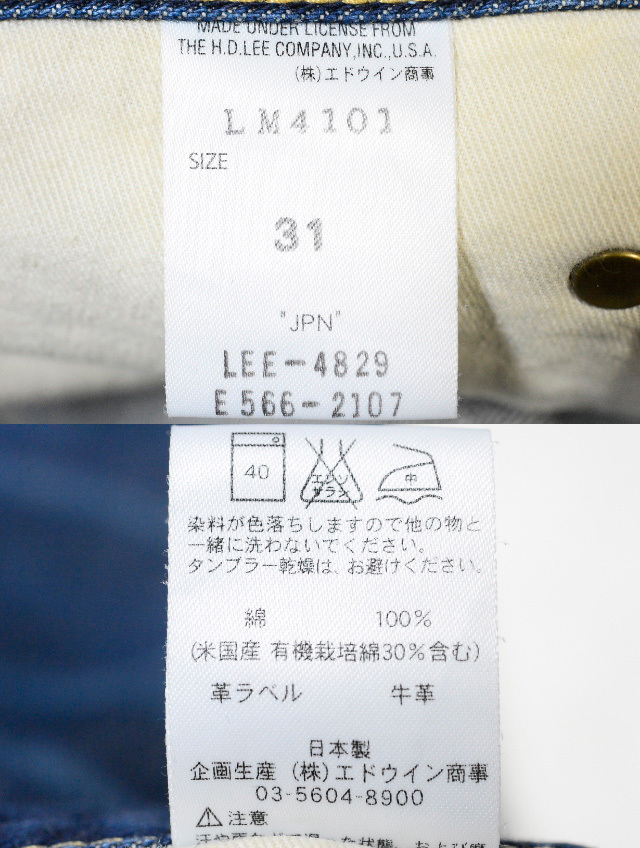 MADE UNDER LICENSE FROM
THE H.D.LEE COMPANY,INC.,U.S.A.
(株)エドウイン商事
LM4101
SIZE
31
"JPN"
LEE-4829
E566-2107
40
エンソ
サラシ
中
染料が色落ちしますので他の物と
一緒に洗わないでください。
タンブラー乾燥は、お避けください。
綿 100%
(米国産 有機栽培綿30%含む)
革ラベル 牛革
日本製
企画生産 (株)エドウイン商事
03-5604-8900
注意